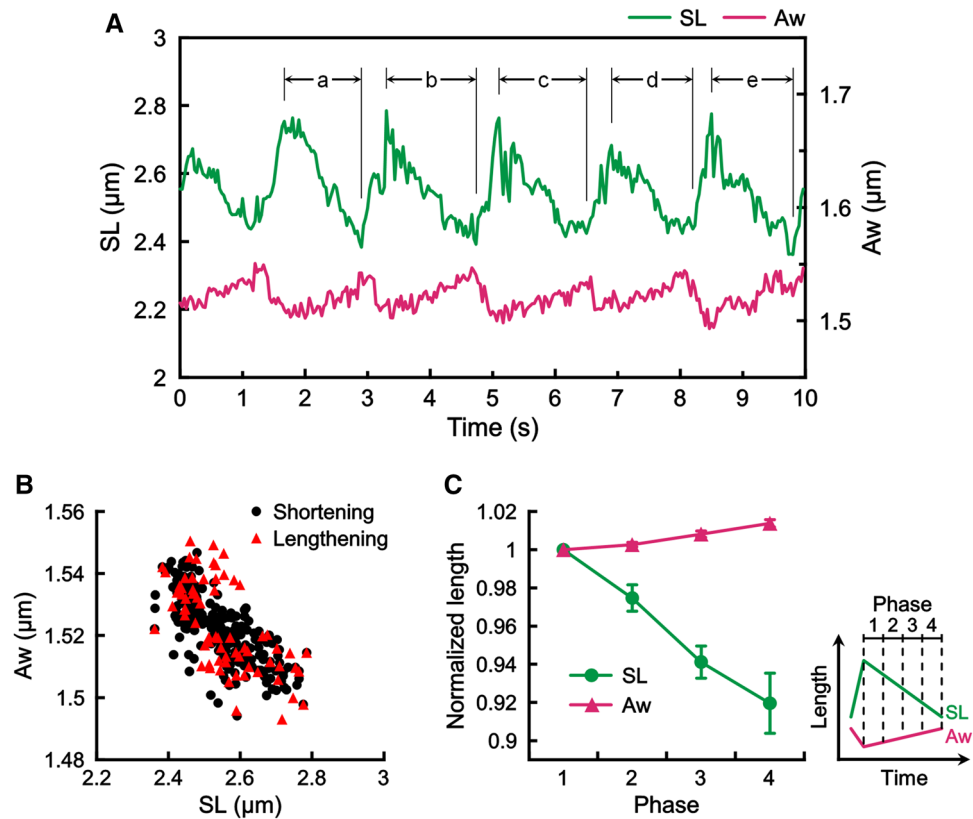 A
SL Aw
3
2.8
2.6
2.4
2.2
2
SL (μm)
a b c d e
1.7
1.6
1.5
Aw (μm)
0 1 2 3 4 5 6 7 8 9 10
Time (s)
B
Shortening
Lengthening
1.56
1.54
1.52
1.5
1.48
Aw (μm)
2.2 2.4 2.6 2.8 3
SL (μm)
C
1.02
1
0.98
0.96
0.94
0.92
0.9
Normalized length
SL
Aw
1 2 3 4
Phase
Phase
1 2 3 4
Length
SL
Aw
Time